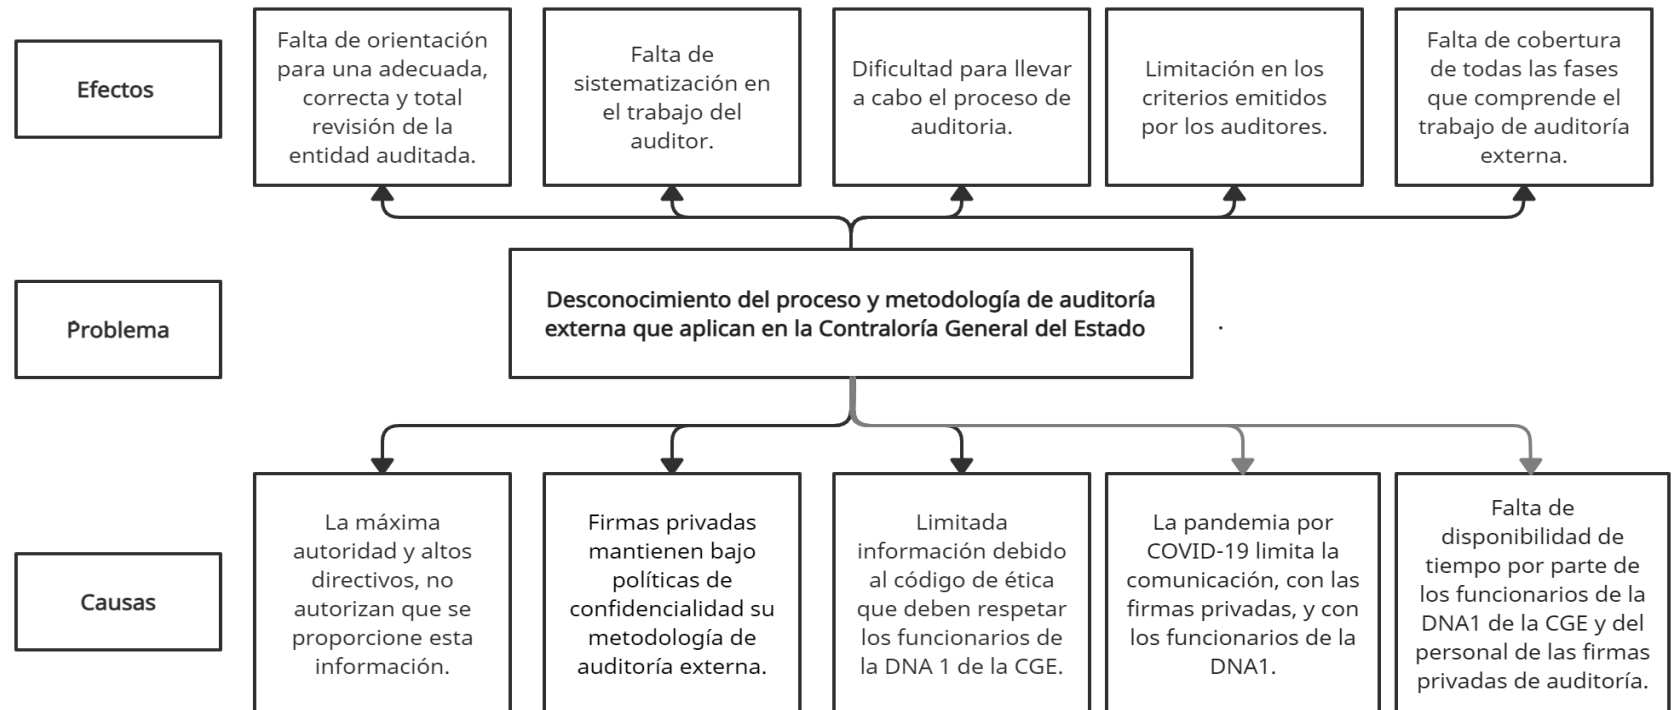 Efectos
Falta de orientación
para una adecuada,
correcta y total
revisión de la
entidad auditada.
Falta de
sistematización en
el trabajo del
auditor.
Dificultad para llevar
a cabo el proceso de
auditoria.
Limitación en los
criterios emitidos
por los auditores.
Falta de cobertura
de todas las fases
que comprende el
trabajo de auditoría
externa.
Problema
Desconocimiento del proceso y metodología de auditoría
externa que aplican en la Contraloría General del Estado
.
Causas
La máxima
autoridad y altos
directivos, no
autorizan que se
proporcione esta
información.
Firmas privadas
mantienen bajo
políticas de
confidencialidad su
metodología de
auditoría externa.
Limitada
información debido
al código de ética
que deben respetar
los funcionarios de
la DNA 1 de la CGE.
La pandemia por
COVID-19 limita la
comunicación, con las
firmas privadas, y con
los funcionarios de la
DNA1.
Falta de
disponibilidad de
tiempo por parte de
los funcionarios de la
DNA1 de la CGE y del
personal de las firmas
privadas de auditoría.